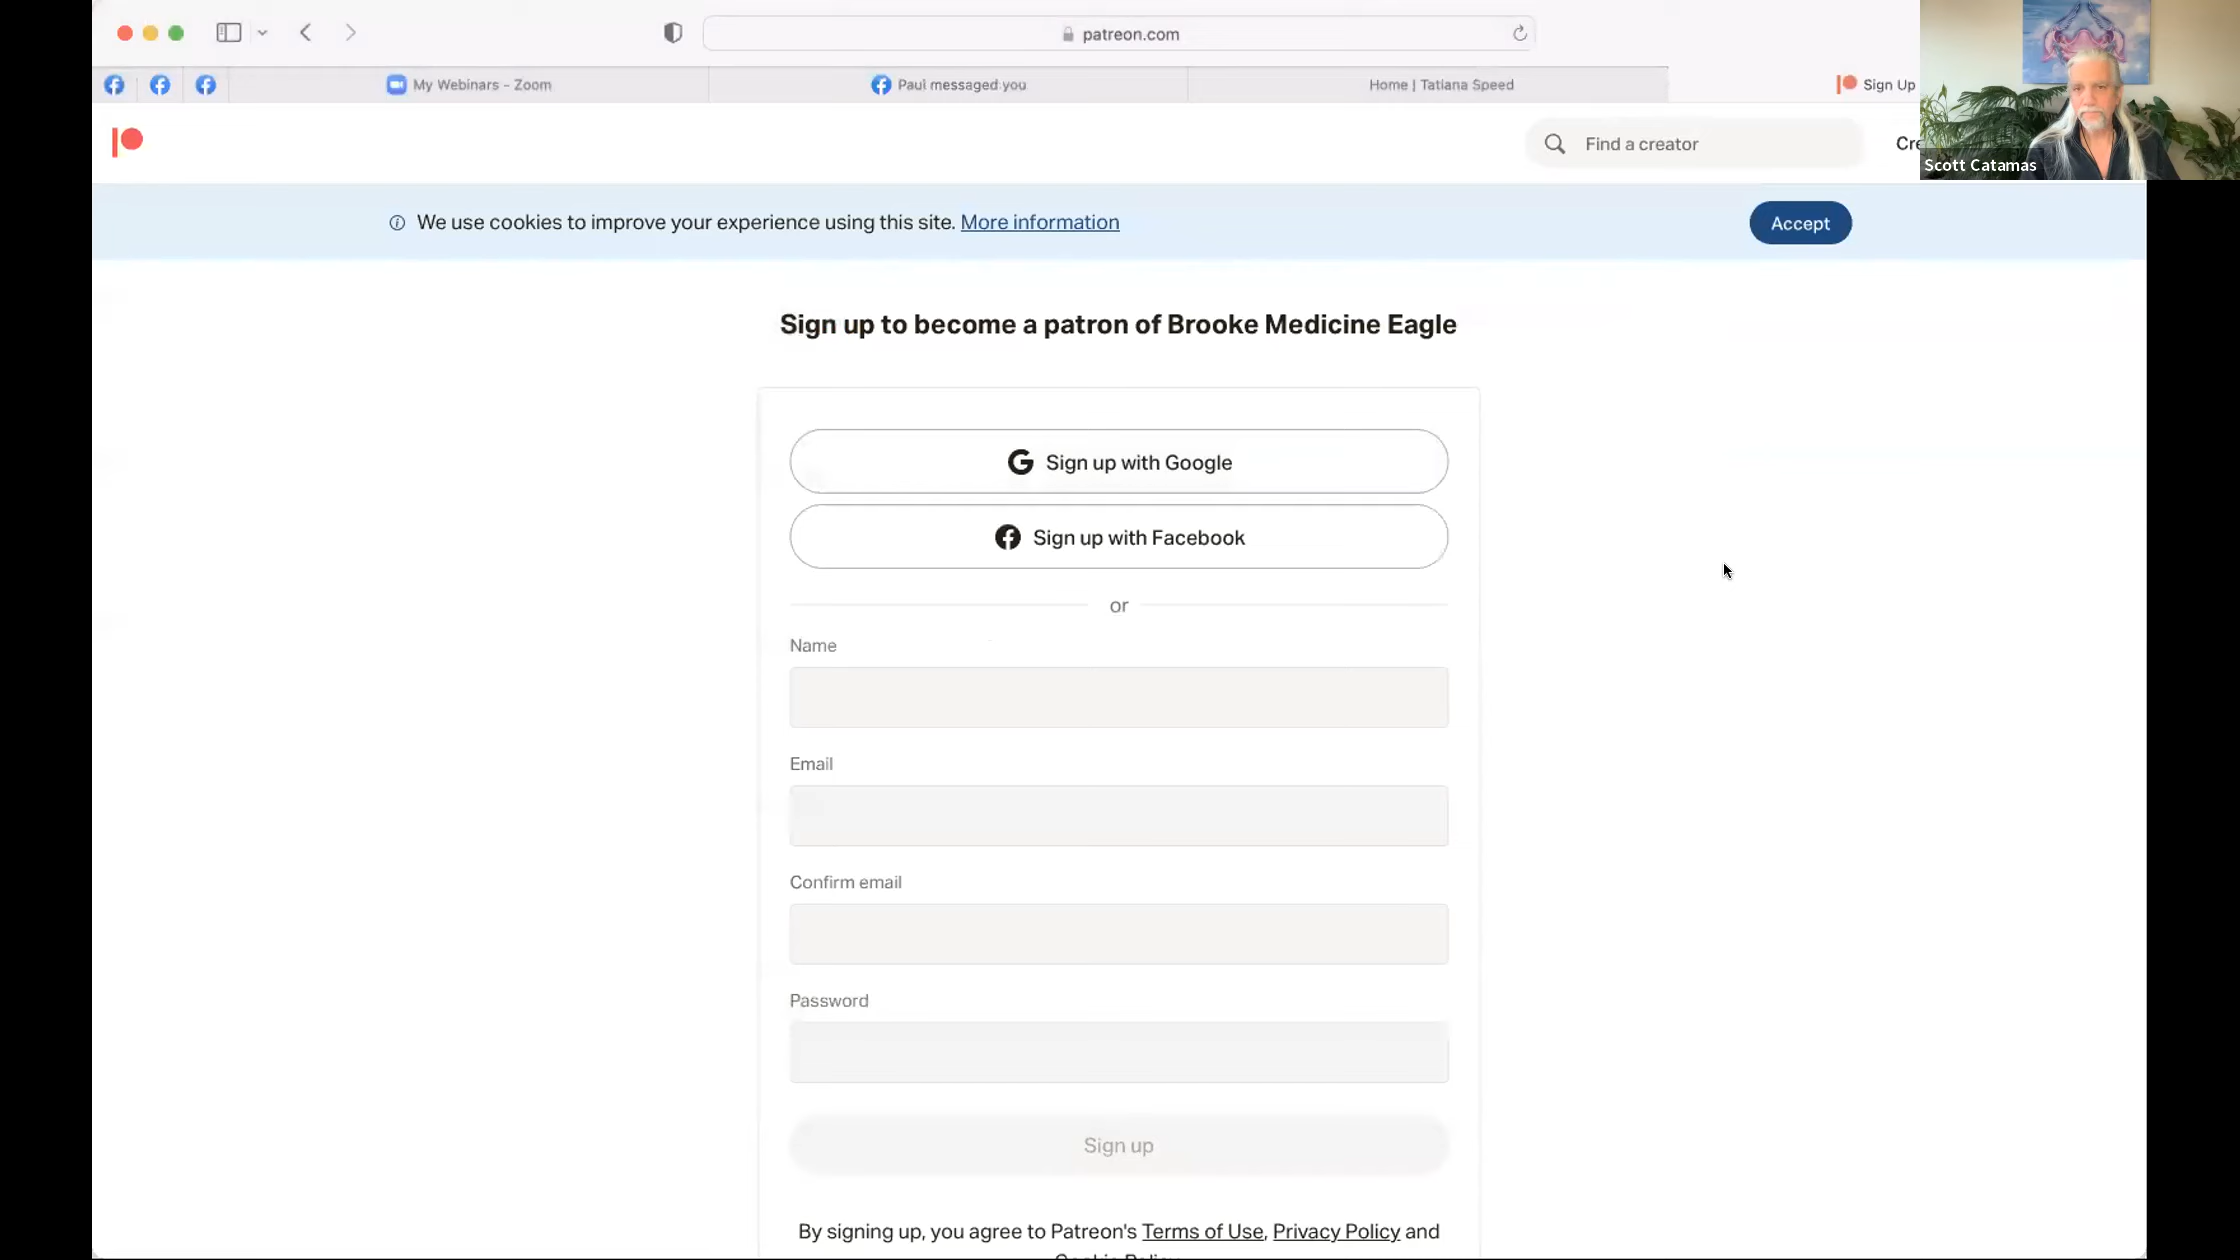 patreon.com
My Webinars - Zoom
Paul messaged you
Home | Tatiana Speed
Sign Up
Find a creator
Scott Catamas
We use cookies to improve your experience using this site. More information
Accept
Sign up to become a patron of Brooke Medicine Eagle
Sign up with Google
Sign up with Facebook
or
Name
Email
Confirm email
Password
Sign up
By signing up, you agree to Patreon's Terms of Use, Privacy Policy and